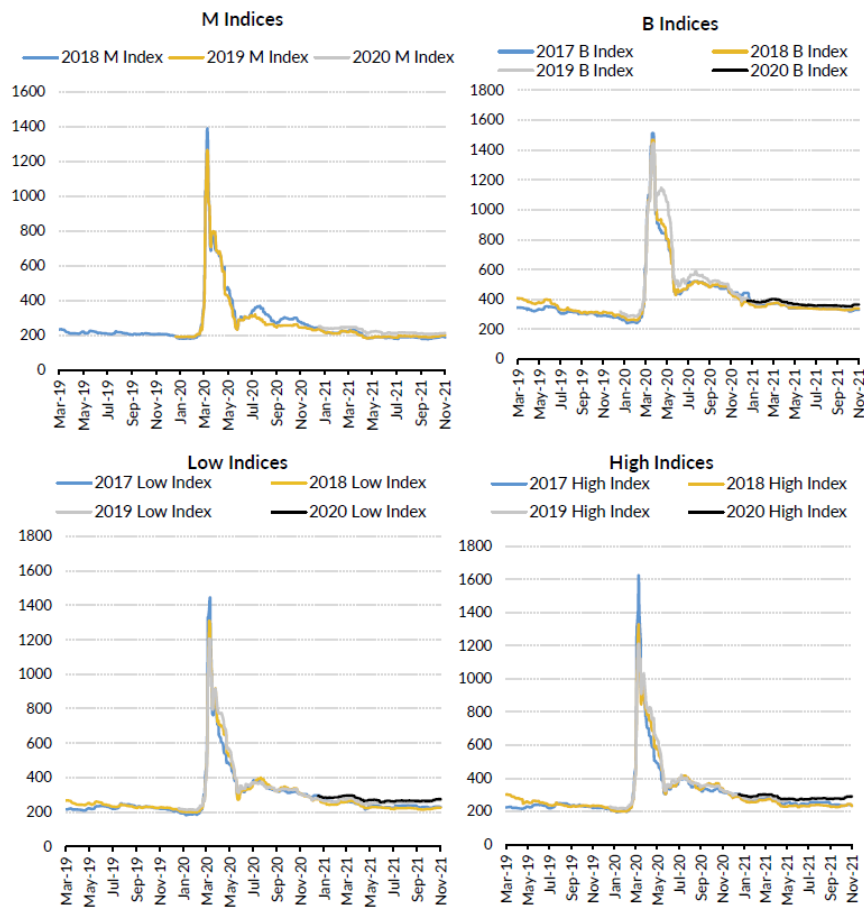 M Indices
2018 M Index 2019 M Index 2020 M Index
1600
1400
1200
1000
800
600
400
200
0
Mar-19 May-19 Jul-19 Sep-19 Nov-19 Jan-20 Mar-20 May-20 Jul-20 Sep-20 Nov-20 Jan-21 Mar-21 May-21 Jul-21 Sep-21 Nov-21
B Indices
2017 B Index 2018 B Index
2019 B Index 2020 B Index
1800
1600
1400
1200
1000
800
600
400
200
0
Mar-19 May-19 Jul-19 Sep-19 Nov-19 Jan-20 Mar-20 May-20 Jul-20 Sep-20 Nov-20 Jan-21 Mar-21 May-21 Jul-21 Sep-21 Nov-21
Low Indices
2017 Low Index 2018 Low Index
2019 Low Index 2020 Low Index
1800
1600
1400
1200
1000
800
600
400
200
0
Mar-19 May-19 Jul-19 Sep-19 Nov-19 Jan-20 Mar-20 May-20 Jul-20 Sep-20 Nov-20 Jan-21 Mar-21 May-21 Jul-21 Sep-21 Nov-21
High Indices
2017 High Index 2018 High Index
2019 High Index 2020 High Index
1800
1600
1400
1200
1000
800
600
400
200
0
Mar-19 May-19 Jul-19 Sep-19 Nov-19 Jan-20 Mar-20 May-20 Jul-20 Sep-20 Nov-20 Jan-21 Mar-21 May-21 Jul-21 Sep-21 Nov-21